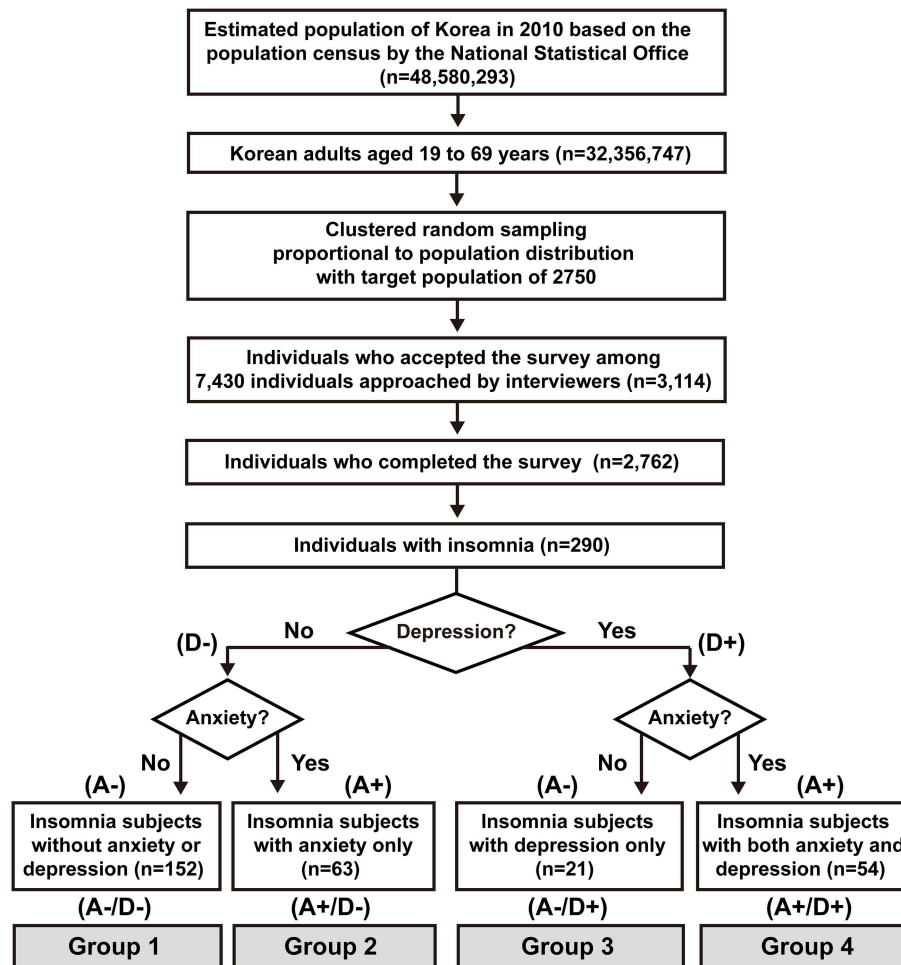 Estimated population of Korea in 2010 based on the
population census by the National Statistical Office
(n=48,580,293)
Korean adults aged 19 to 69 years (n=32,356,747)
Clustered random sampling
proportional to population distribution
with target population of 2750
Individuals who accepted the survey among
7,430 individuals approached by interviewers (n=3,114)
Individuals who completed the survey (n=2,762)
Individuals with insomnia (n=290)
Depression?
No
Yes
(D-)
(D+)
Anxiety?
Anxiety?
No
Yes
No
Yes
(A-)
(A+)
(A-)
(A+)
Insomnia subjects
without anxiety or
depression (n=152)
Insomnia subjects
with anxiety only
(n=63)
Insomnia subjects
with depression only
(n=21)
Insomnia subjects
with both anxiety and
depression (n=54)
(A-/D-)
(A+/D-)
(A-/D+)
(A+/D+)
Group 1
Group 2
Group 3
Group 4